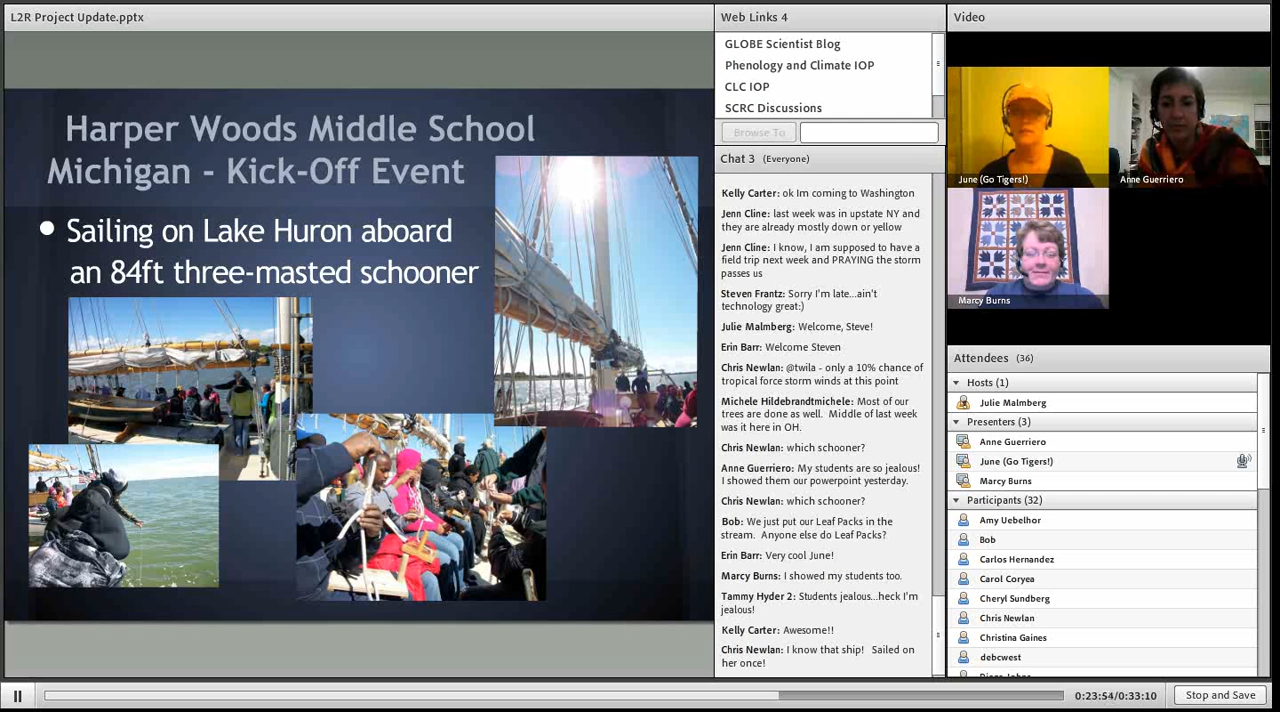 L2R Project Update.pptx
Harper Woods Middle School
Michigan - Kick-Off Event
Sailing on Lake Huron aboard
an 84ft three-masted schooner
Web Links 4
GLOBE Scientist Blog
Phenology and Climate IOP
CLC IOP
SCRC Discussions
Browse To
Chat 3 (Everyone)
Kelly Carter: ok Im coming to Washington
Jenn Cline: last week was in upstate NY and
they are already mostly down or yellow
Jenn Cline: I know, I am supposed to have a
field trip next week and PRAYING the storm
passes us
Steven Frantz: Sorry I'm late...ain't
technology great:)
Julie Malmberg: Welcome, Steve!
Erin Barr: Welcome Steven
Chris Newlan: @twila - only a 10% chance of
tropical force storm winds at this point
Michele Hildebrandtmichele: Most of our
trees are done as well. Middle of last week
was it here in OH.
Chris Newlan: which schooner?
Anne Guerriero: My students are so jealous!
I showed them our powerpoint yesterday.
Chris Newlan: which schooner?
Bob: We just put our Leaf Packs in the
stream. Anyone else do Leaf Packs?
Erin Barr: Very cool June!
Marcy Burns: I showed my students too.
Tammy Hyder 2: Students jealous...heck I'm
jealous!
Kelly Carter: Awesome!!
Chris Newlan: I know that ship! Sailed on
her once!
Video
June (Go Tigers!)
Anne Guerriero
Marcy Burns
Attendees (36)
Hosts (1)
Julie Malmberg
Presenters (3)
Anne Guerriero
June (Go Tigers!)
Marcy Burns
Participants (32)
Amy Uebelhor
Bob
Carlos Hernandez
Carol Coryea
Cheryl Sundberg
Chris Newlan
Christina Gaines
debcwest
0:23:54/0:33:10
Stop and Save